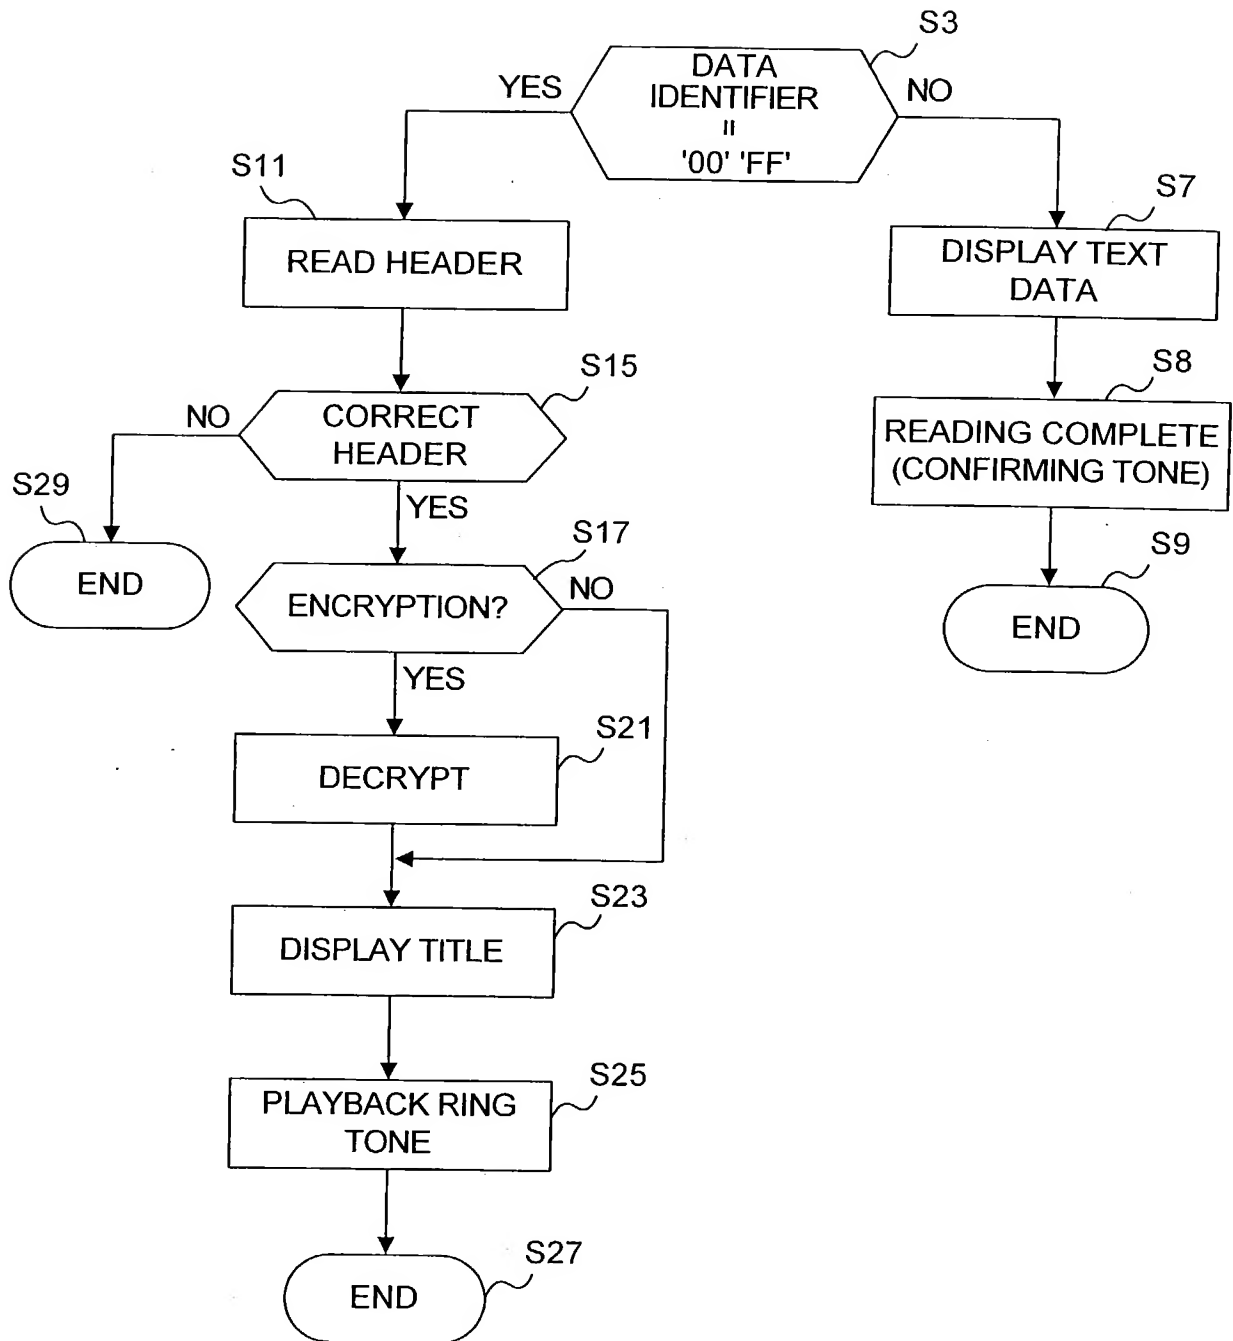 S3
DATA
IDENTIFIER
=
'00' 'FF'
YES
NO
S11
READ HEADER
S7
DISPLAY TEXT
DATA
S15
CORRECT
HEADER
NO
YES
S8
READING COMPLETE
(CONFIRMING TONE)
S29
END
S17
ENCRYPTION?
NO
YES
S9
END
S21
DECRYPT
S23
DISPLAY TITLE
S25
PLAYBACK RING
TONE
S27
END